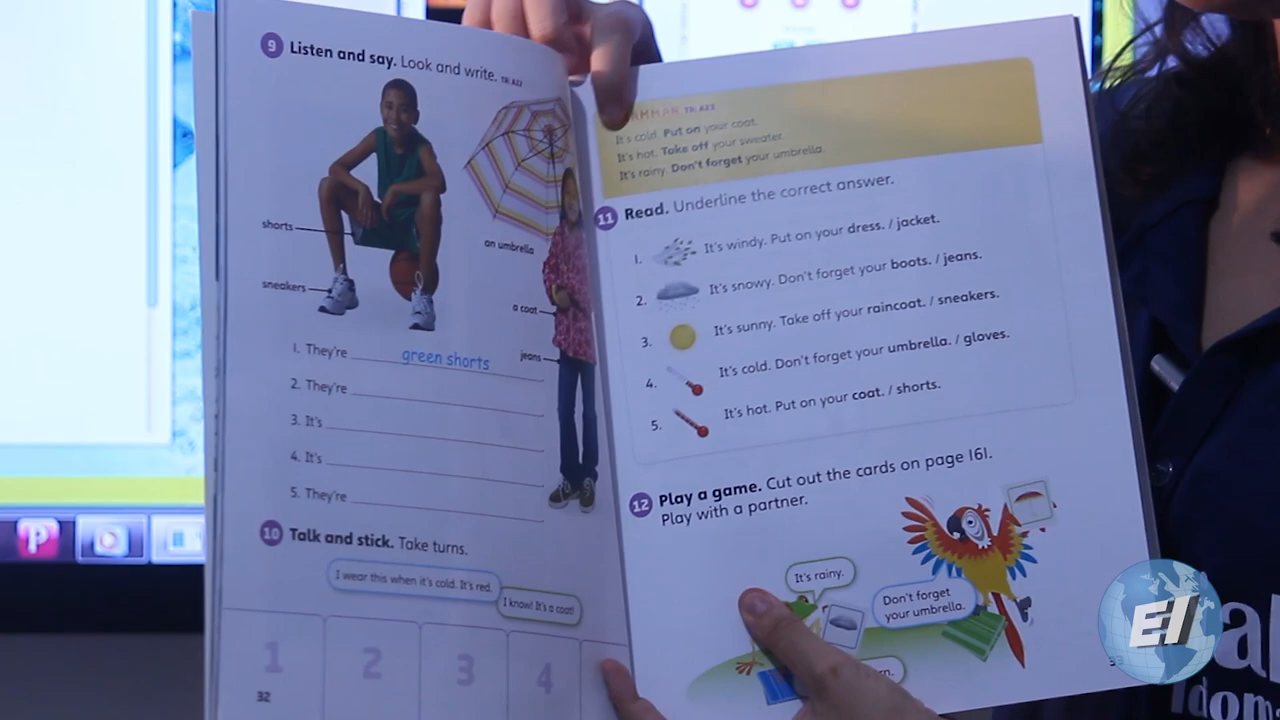 9 Listen and say. Look and write. TR: A22
shorts
sneakers
an umbrella
a coat
jeans
1. They're green shorts
2. They're
3. It's
4. It's
5. They're
10 Talk and stick. Take turns.
I wear this when it's cold. It's red.
I know! It's a coat!
1 2 3 4
32
TR: A23
It's cold. Put on your coat.
It's hot. Take off your sweater.
It's rainy. Don't forget your umbrella.
11 Read. Underline the correct answer.
1. It's windy. Put on your dress. / jacket.
2. It's snowy. Don't forget your boots. / jeans.
3. It's sunny. Take off your raincoat. / sneakers.
4. It's cold. Don't forget your umbrella. / gloves.
5. It's hot. Put on your coat. / shorts.
12 Play a game. Cut out the cards on page 161.
Play with a partner.
It's rainy.
Don't forget
your umbrella.
EI